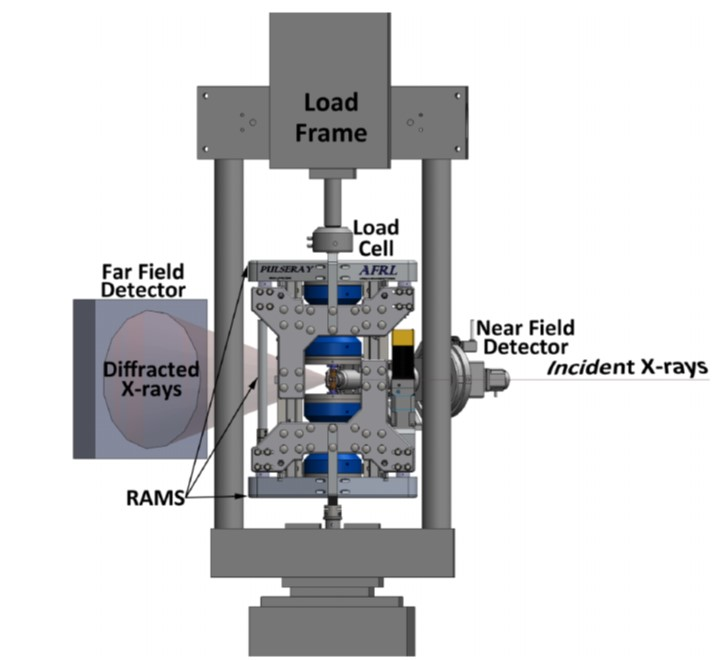 Load
Frame
Load
Cell
PULSERAY
AFRL
Far Field
Detector
Near Field
Detector
Incident X-rays
Diffracted
X-rays
RAMS